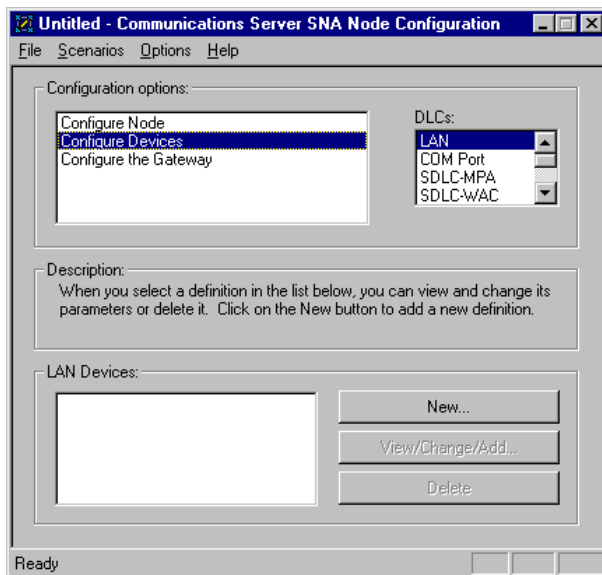 Untitled - Communications Server SNA Node Configuration
File Scenarios Options Help
Configuration options:
Configure Node
Configure Devices
Configure the Gateway
DLCs:
LAN
COM Port
SDLC-MPA
SDLC-WAC
Description:
When you select a definition in the list below, you can view and change its
parameters or delete it. Click on the New button to add a new definition.
LAN Devices:
New...
View/Change/Add...
Delete
Ready